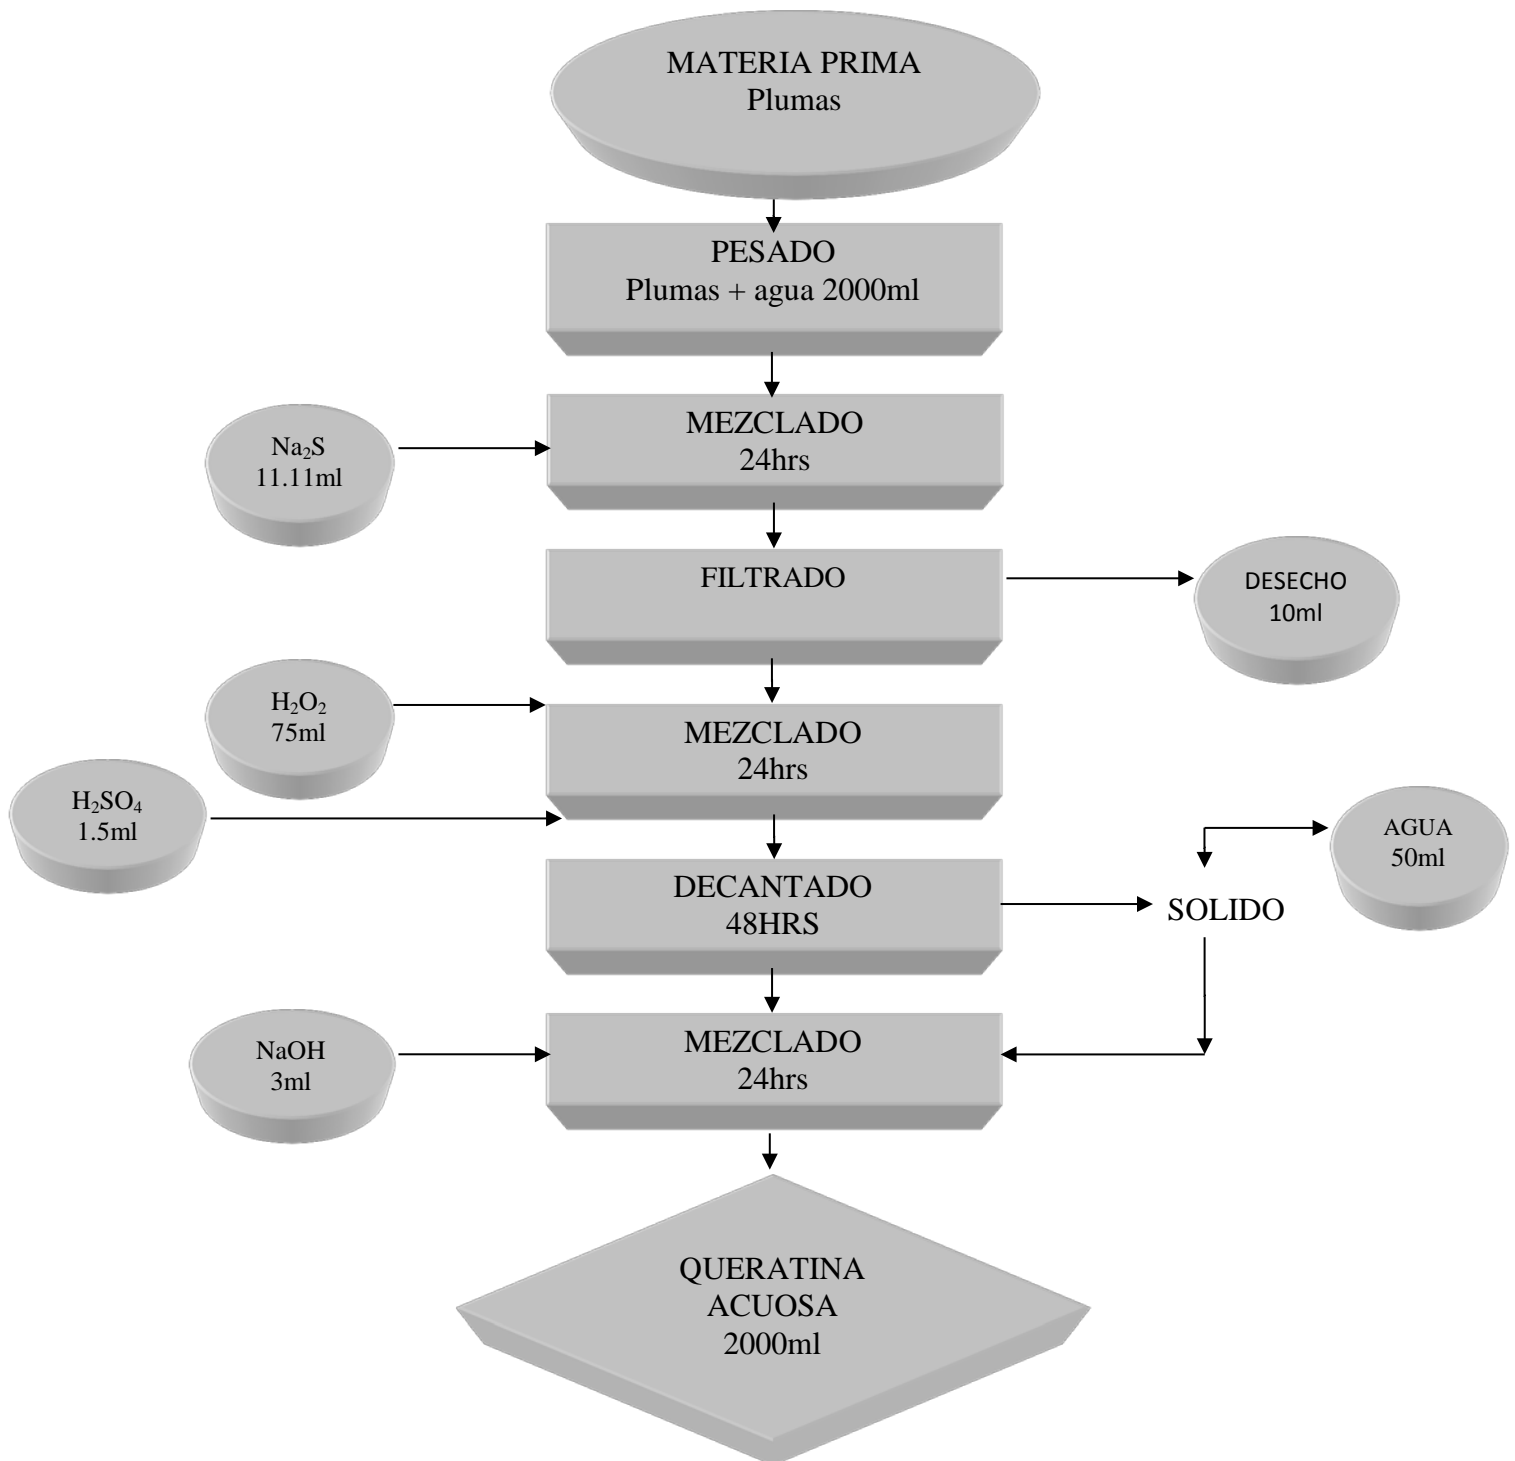 MATERIA PRIMA
Plumas
PESADO
Plumas + agua 2000ml
MEZCLADO
24hrs
Na₂S
11.11ml
FILTRADO
DESECHO
10ml
H₂O₂
75ml
MEZCLADO
24hrs
H₂SO₄
1.5ml
AGUA
50ml
DECANTADO
48HRS
SOLIDO
NaOH
3ml
MEZCLADO
24hrs
QUERATINA
ACUOSA
2000ml